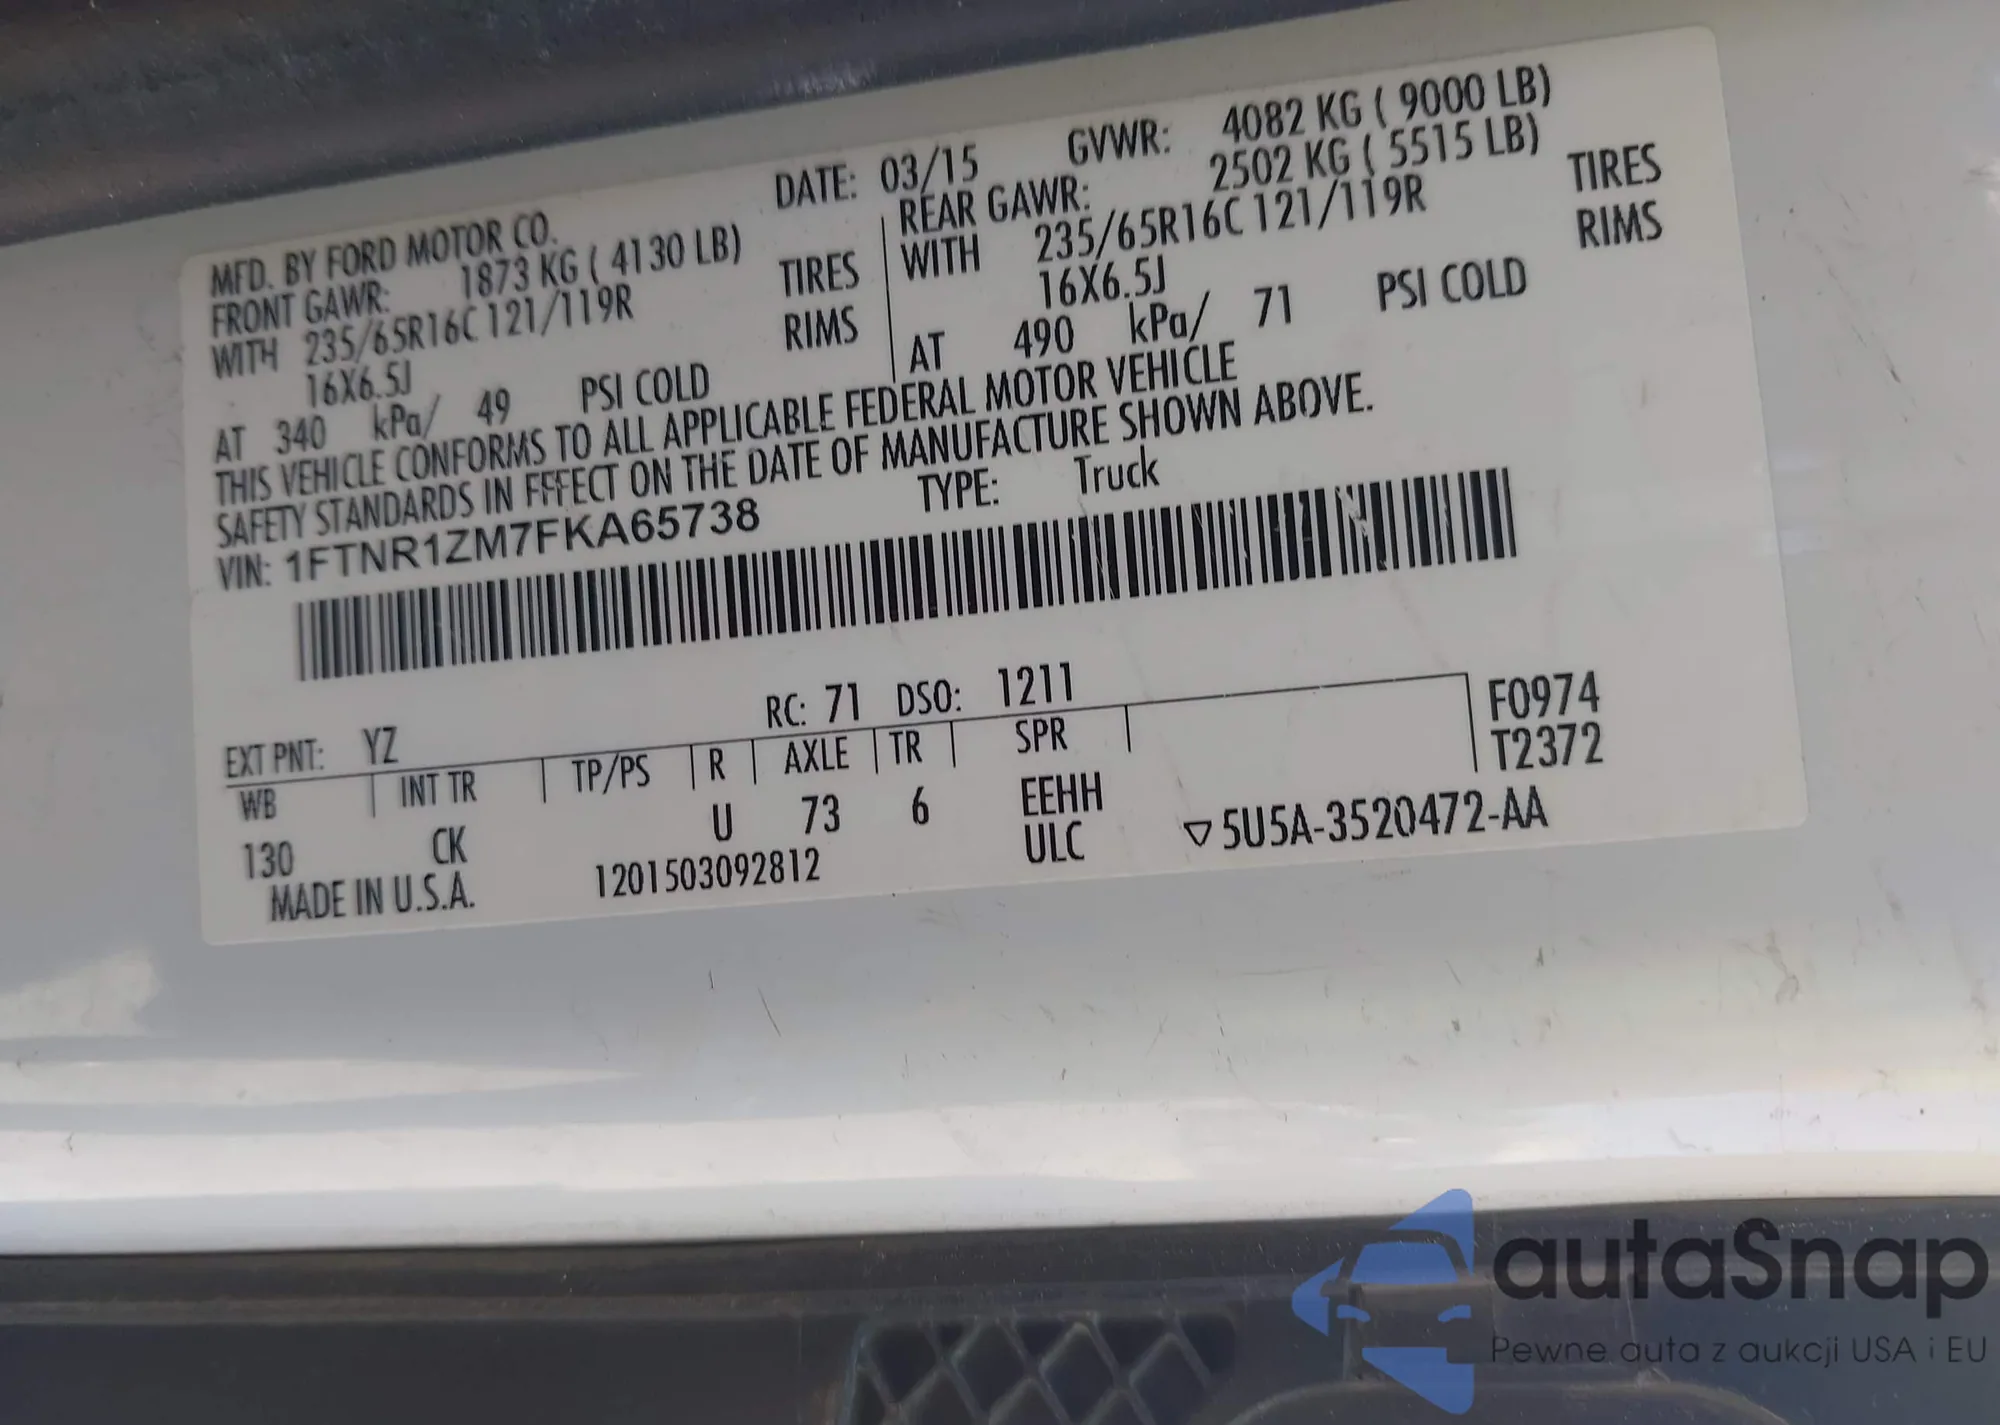 MFD. BY FORD MOTOR CO. DATE: 03/15 GVWR: 4082 KG ( 9000 LB)
FRONT GAWR: 1873 KG ( 4130 LB) REAR GAWR: 2502 KG ( 5515 LB)
WITH 235/65R16C 121/119R TIRES WITH 235/65R16C 121/119R TIRES
16X6.5J RIMS 16X6.5J RIMS
AT 340 kPa/ 49 PSI COLD AT 490 kPa/ 71 PSI COLD
THIS VEHICLE CONFORMS TO ALL APPLICABLE FEDERAL MOTOR VEHICLE
SAFETY STANDARDS IN EFFECT ON THE DATE OF MANUFACTURE SHOWN ABOVE.
VIN: 1FTNR1ZM7FKA65738 TYPE: Truck
EXT PNT: YZ RC: 71 DSO: 1211 F0974
WB INT TR TP/PS R AXLE TR SPR T2372
130 CK U 73 6 EEHH
ULC ▽5U5A-3520472-AA
MADE IN U.S.A. 1201503092812
autaSnap
Pewne auta z aukcji USA i EU